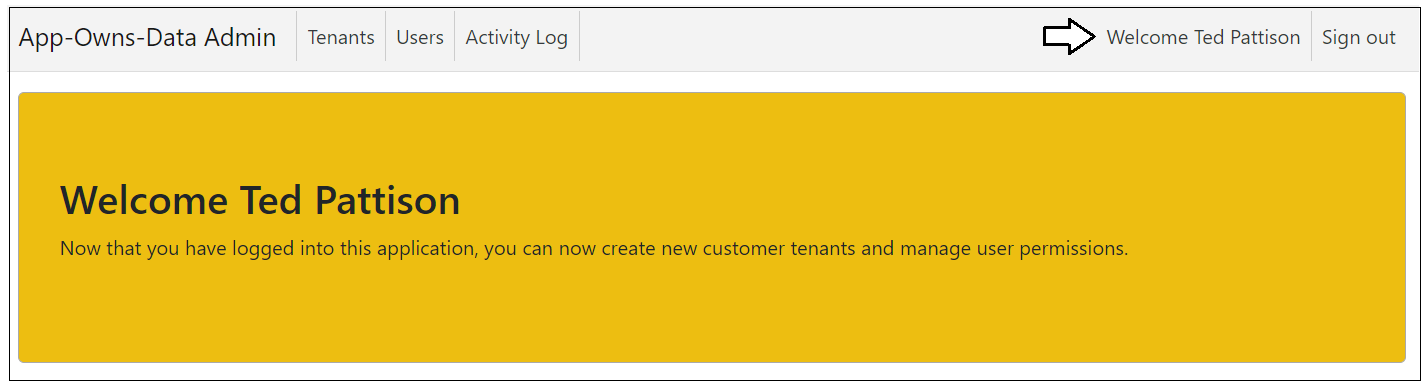 App-Owns-Data Admin Tenants Users Activity Log Welcome Ted Pattison Sign out
Welcome Ted Pattison
Now that you have logged into this application, you can now create new customer tenants and manage user permissions.